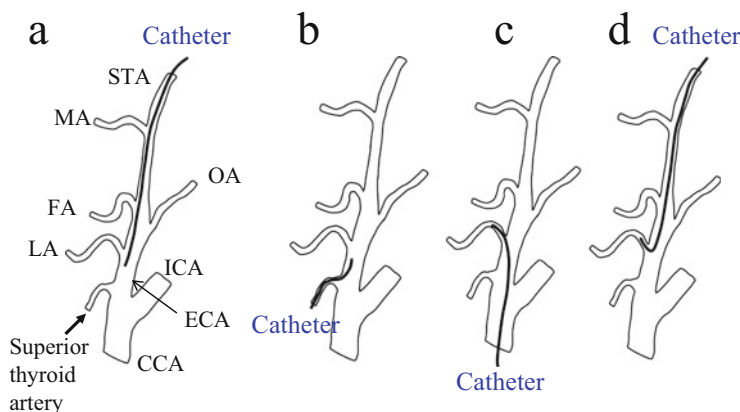 a
b
c
d
Catheter
Catheter
STA
MA
OA
FA
LA
ICA
ECA
Catheter
Superior
thyroid
artery
CCA
Catheter